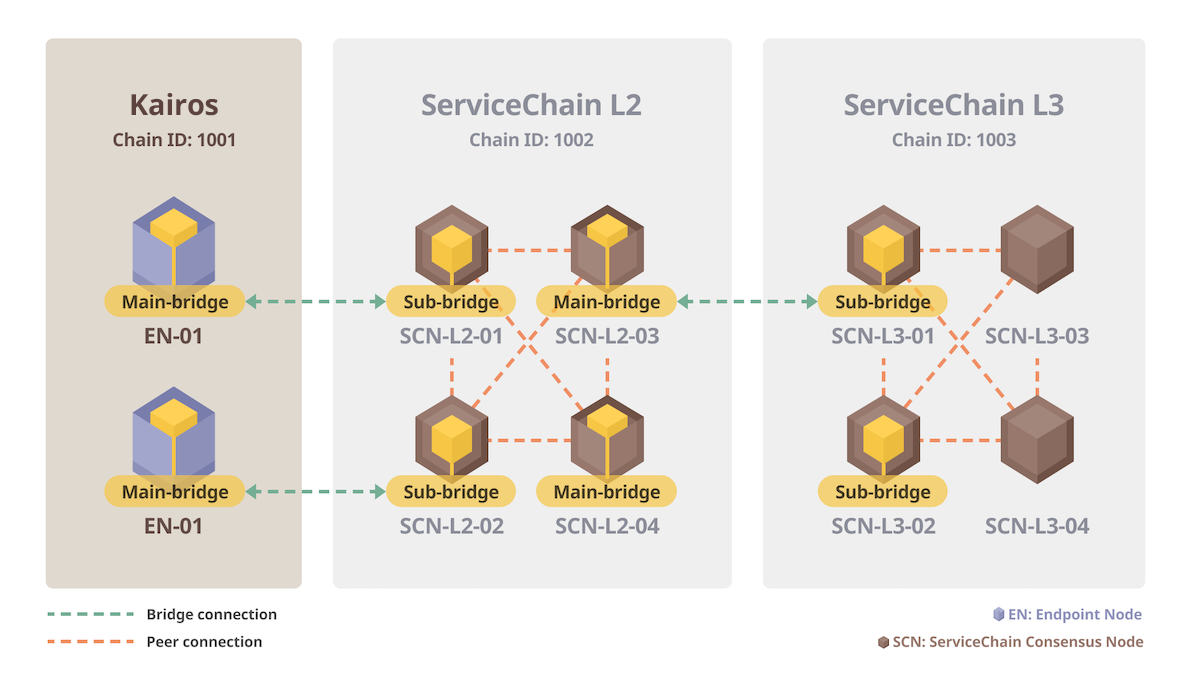 Kairos
Chain ID: 1001
Main-bridge
EN-01
Main-bridge
EN-01
ServiceChain L2
Chain ID: 1002
Sub-bridge
Main-bridge
SCN-L2-01
SCN-L2-03
Sub-bridge
Main-bridge
SCN-L2-02
SCN-L2-04
ServiceChain L3
Chain ID: 1003
Sub-bridge
SCN-L3-01
SCN-L3-03
Sub-bridge
SCN-L3-02
SCN-L3-04
Bridge connection
Peer connection
EN: Endpoint Node
SCN: ServiceChain Consensus Node